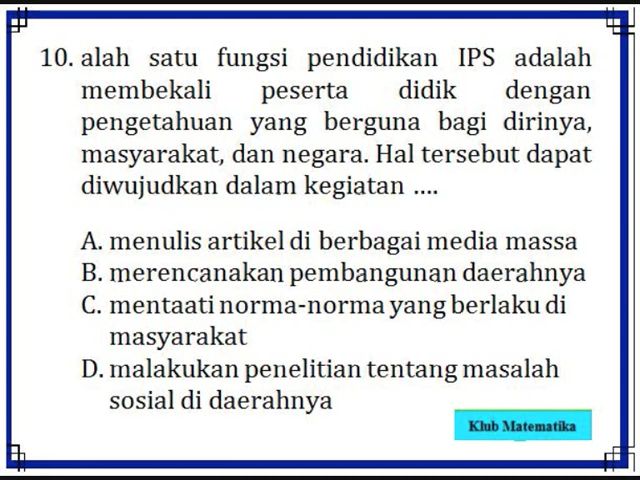 10. alah satu fungsi pendidikan IPS adalah
membekali peserta didik dengan
pengetahuan yang berguna bagi dirinya,
masyarakat, dan negara. Hal tersebut dapat
diwujudkan dalam kegiatan ....
A. menulis artikel di berbagai media massa
B. merencanakan pembangunan daerahnya
C. mentaati norma-norma yang berlaku di
masyarakat
D. malakukan penelitian tentang masalah
sosial di daerahnya
Klub Matematika